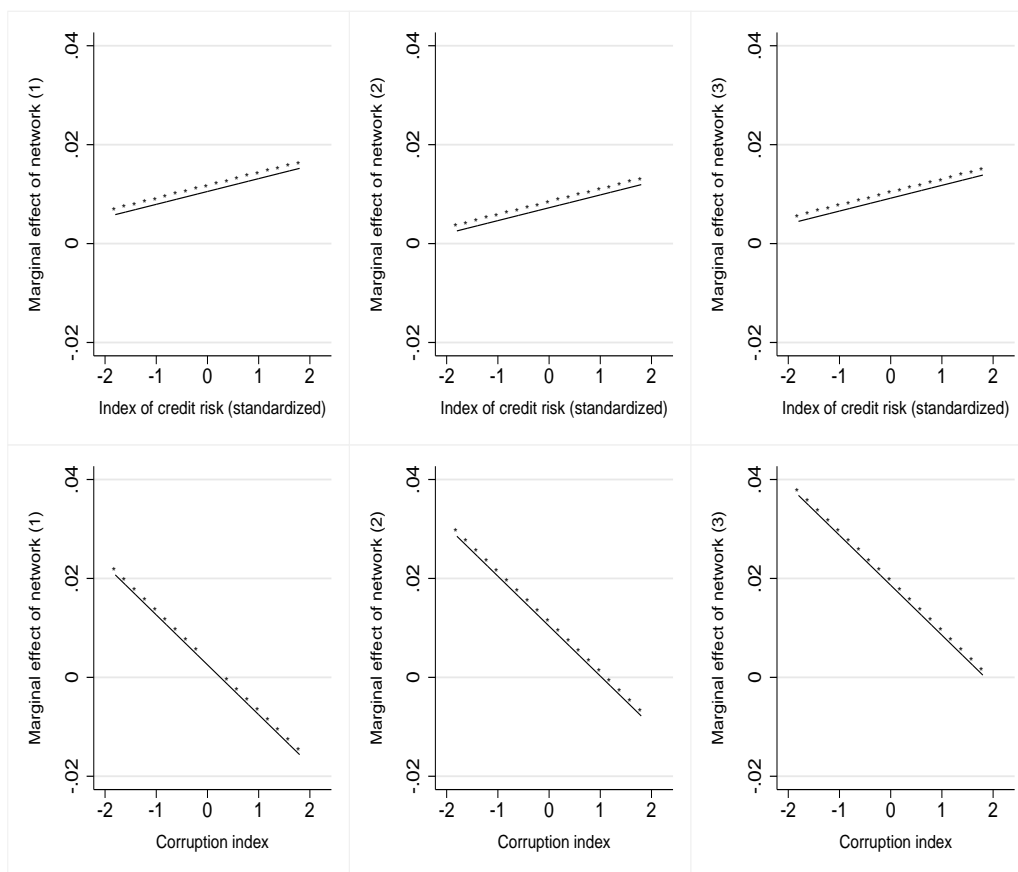 .04
.02
0
-.02
Marginal effect of network (1)
-2 -1 0 1 2
Index of credit risk (standardized)
.04
.02
0
-.02
Marginal effect of network (2)
-2 -1 0 1 2
Index of credit risk (standardized)
.04
.02
0
-.02
Marginal effect of network (3)
-2 -1 0 1 2
Index of credit risk (standardized)
.04
.02
0
-.02
Marginal effect of network (1)
-2 -1 0 1 2
Corruption index
.04
.02
0
-.02
Marginal effect of network (2)
-2 -1 0 1 2
Corruption index
.04
.02
0
-.02
Marginal effect of network (3)
-2 -1 0 1 2
Corruption index